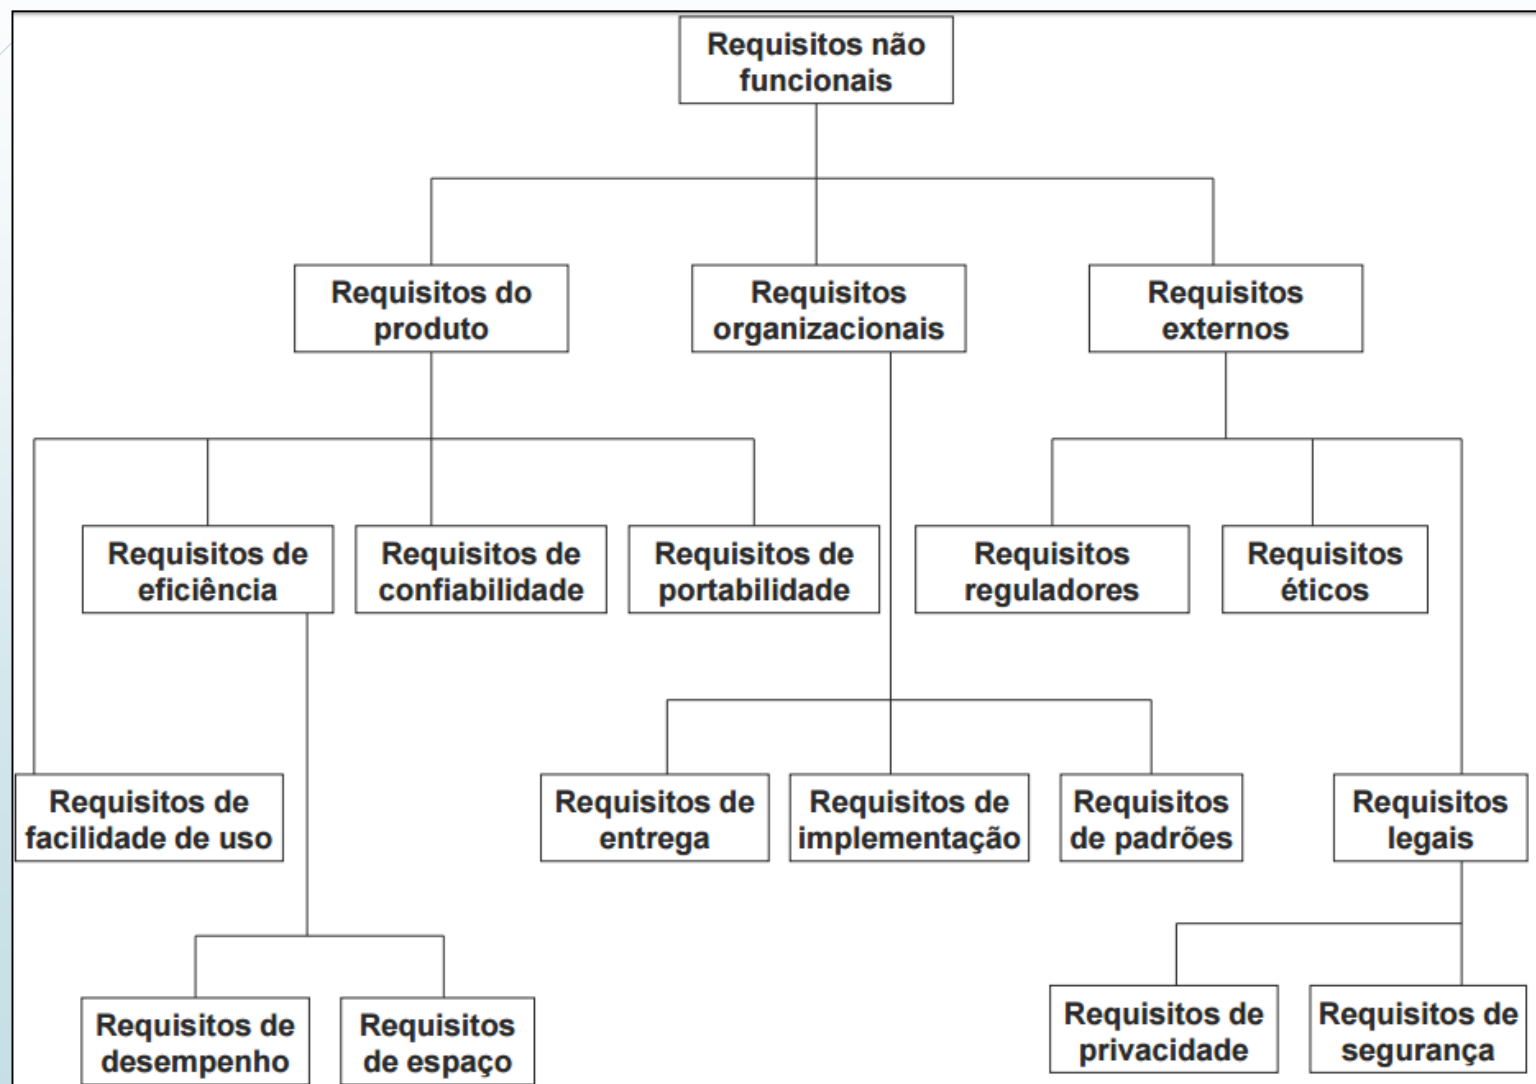 Requisitos não
funcionais
Requisitos do
produto
Requisitos
organizacionais
Requisitos
externos
Requisitos de
eficiência
Requisitos de
confiabilidade
Requisitos de
portabilidade
Requisitos
reguladores
Requisitos
éticos
Requisitos de
facilidade de uso
Requisitos de
entrega
Requisitos de
implementação
Requisitos
de padrões
Requisitos
legais
Requisitos de
desempenho
Requisitos
de espaço
Requisitos de
privacidade
Requisitos de
segurança